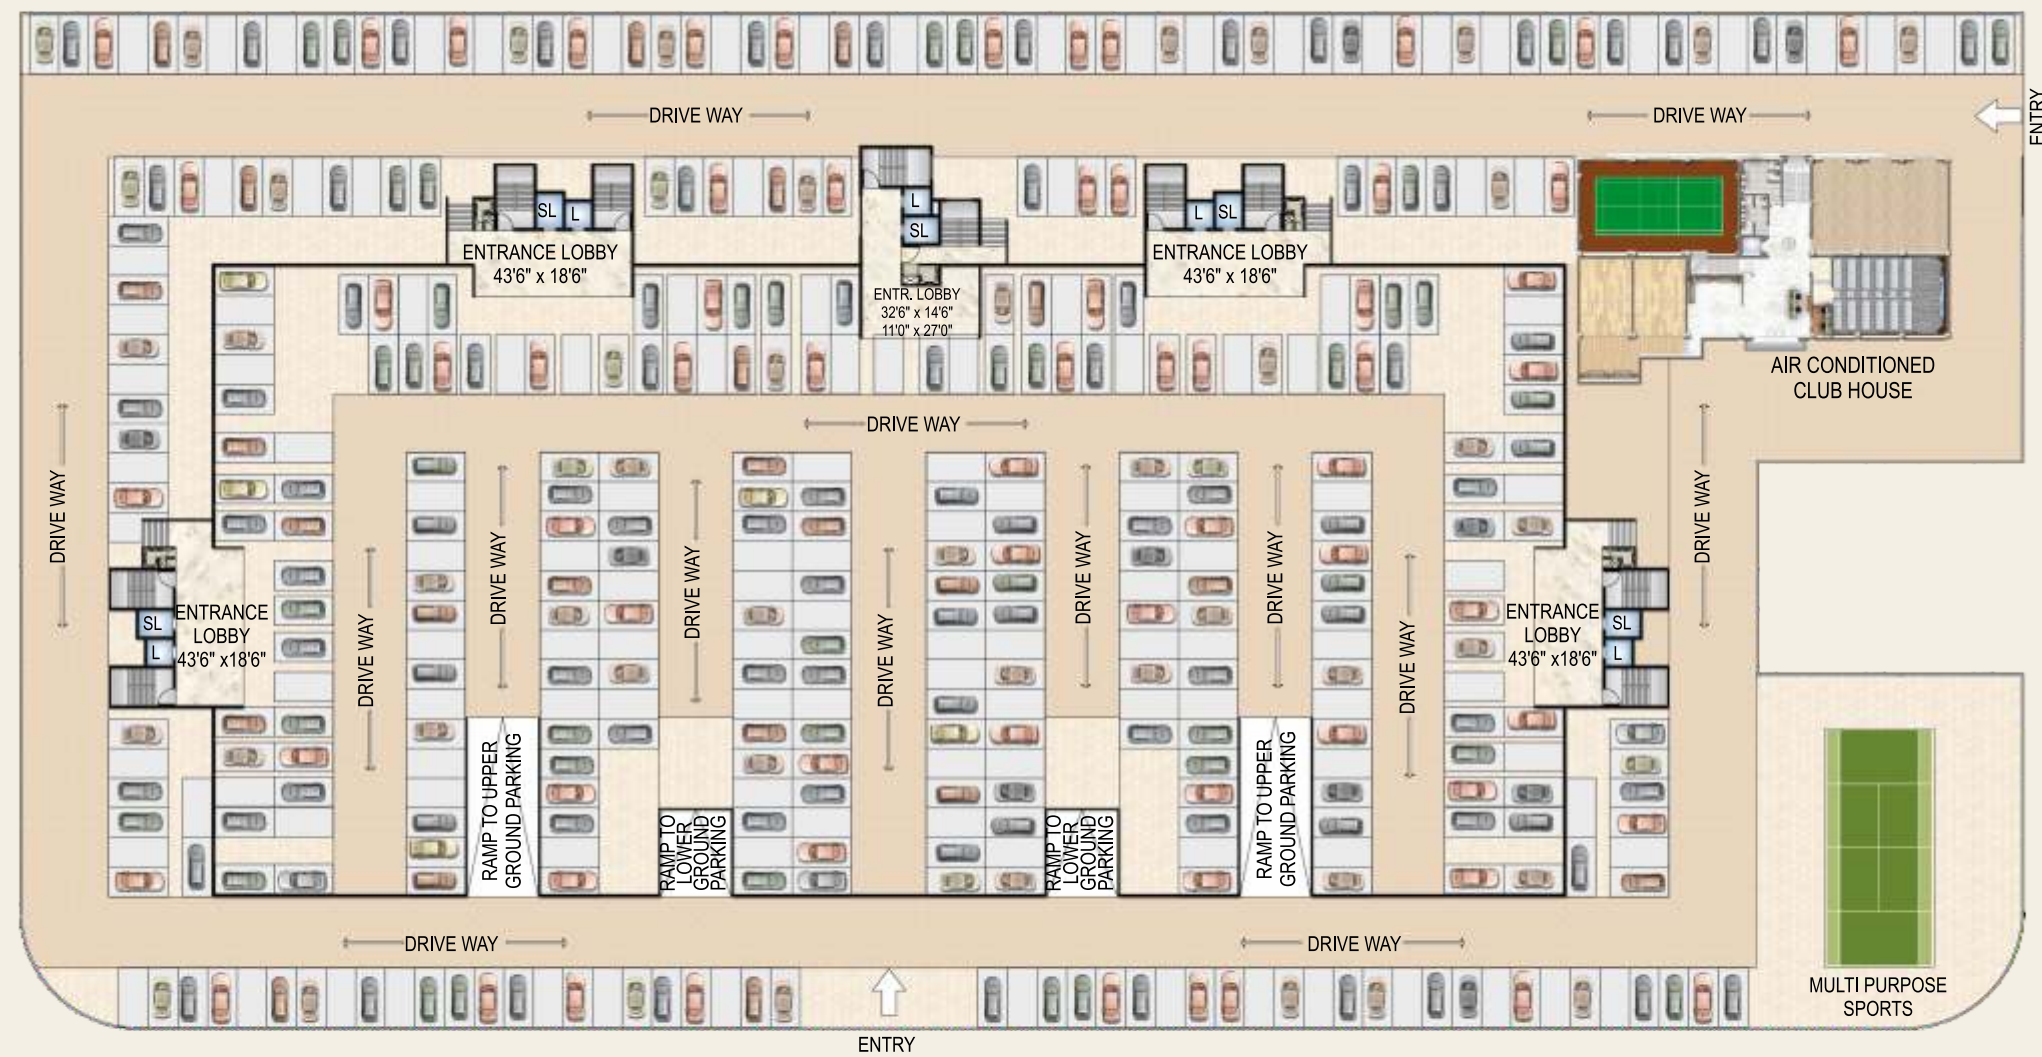 DRIVE WAY
DRIVE WAY
ENTRY
SL
L
L
SL
L
SL
ENTRANCE LOBBY
43'6" x 18'6"
ENTRANCE LOBBY
43'6" x 18'6"
ENTR. LOBBY
32'6" x 14'6"
11'0" x 27'0"
AIR CONDITIONED
CLUB HOUSE
DRIVE WAY
DRIVE WAY
DRIVE WAY
DRIVE WAY
DRIVE WAY
DRIVE WAY
DRIVE WAY
DRIVE WAY
DRIVE WAY
DRIVE WAY
DRIVE WAY
ENTRANCE
LOBBY
43'6" x18'6"
SL
L
ENTRANCE
LOBBY
43'6" x18'6"
SL
L
RAMP TO UPPER
GROUND PARKING
RAMP TO
LOWER
GROUND
PARKING
RAMP TO
LOWER
GROUND
PARKING
RAMP TO UPPER
GROUND PARKING
DRIVE WAY
DRIVE WAY
MULTI PURPOSE
SPORTS
ENTRY